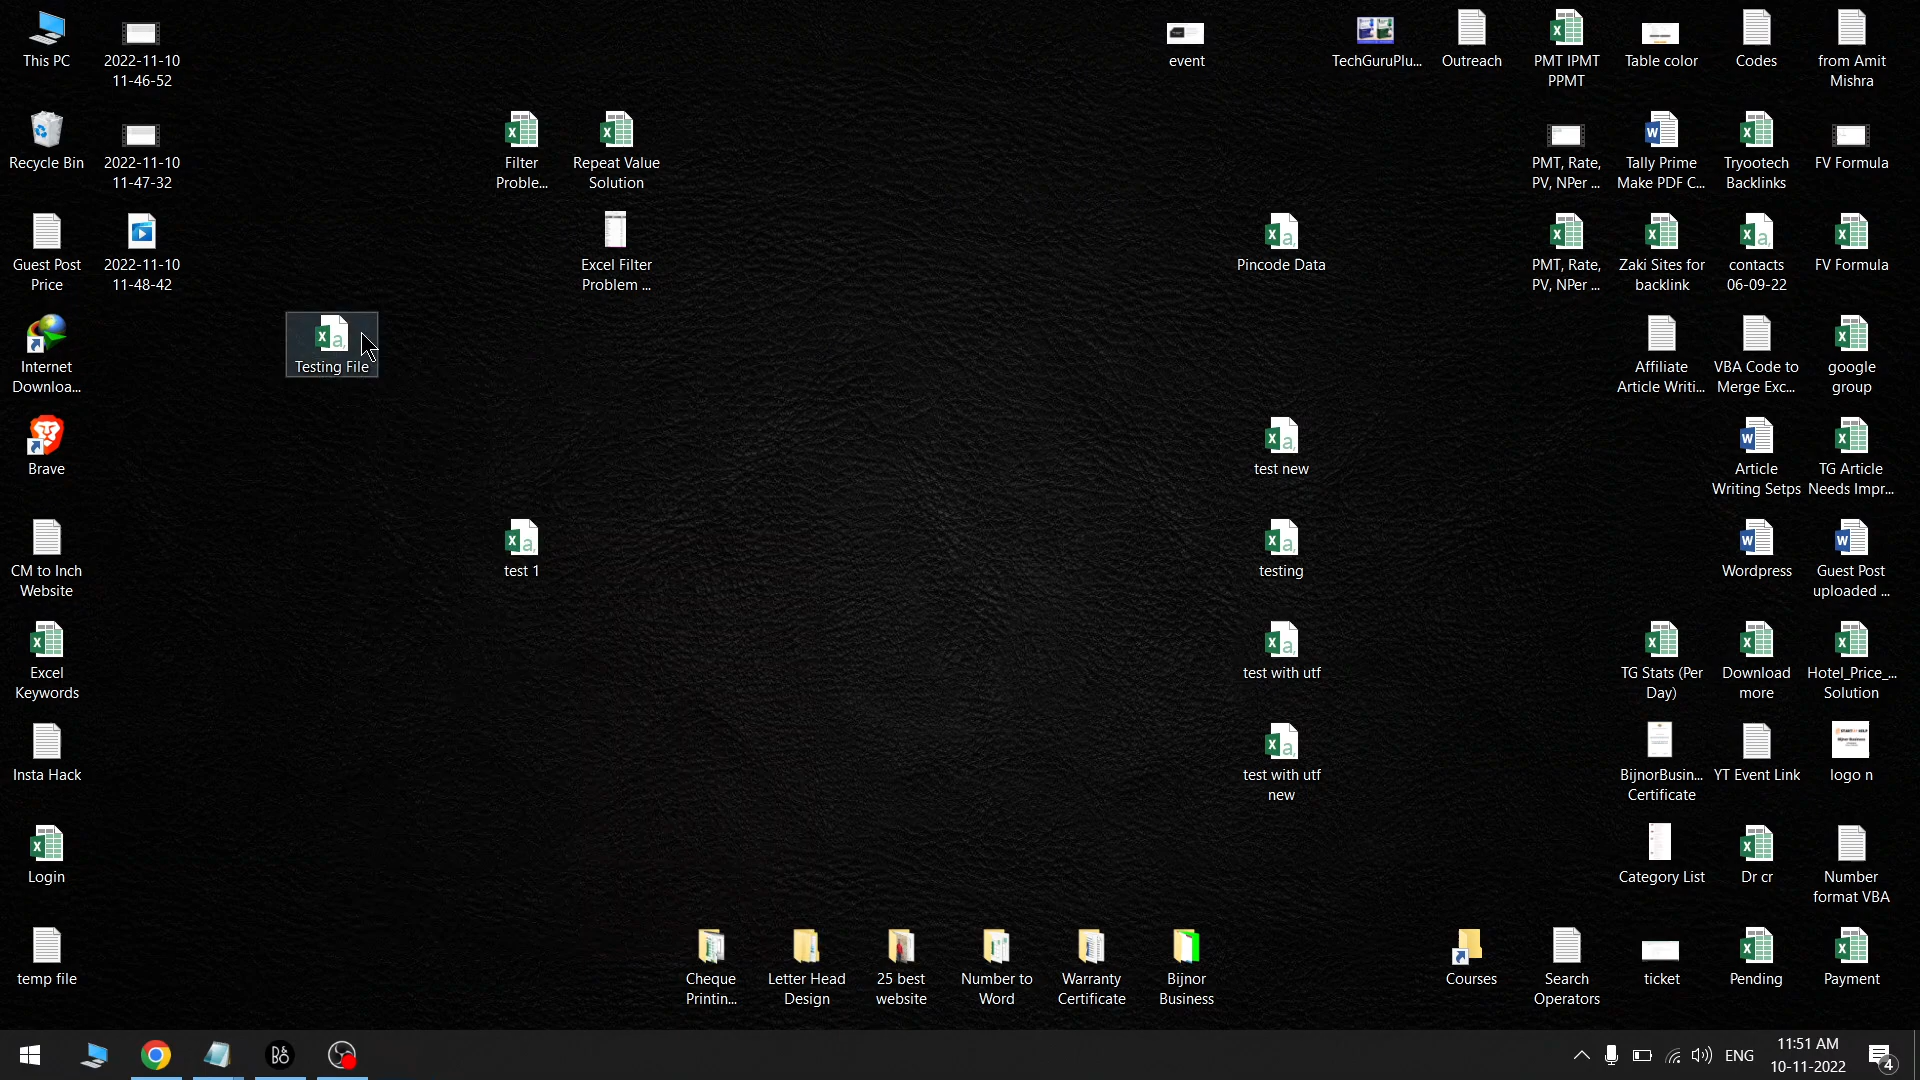 This PC
2022-11-10
11-46-52
event
TechGuruPlu...
Outreach
PMT IPMT
PPMT
Table color
Codes
from Amit
Mishra
Recycle Bin
2022-11-10
11-47-32
Filter
Proble...
Repeat Value
Solution
PMT, Rate,
PV, NPer ...
Tally Prime
Make PDF C...
Tryootech
Backlinks
FV Formula
Guest Post
Price
2022-11-10
11-48-42
Excel Filter
Problem ...
Pincode Data
PMT, Rate,
PV, NPer ...
Zaki Sites for
backlink
contacts
06-09-22
FV Formula
Internet
Downloa...
Testing File
Affiliate
Article Writi...
VBA Code to
Merge Exc...
google
group
Brave
test new
Article
Writing Setps
TG Article
Needs Impr...
CM to Inch
Website
test 1
testing
Wordpress
Guest Post
uploaded ...
Excel
Keywords
test with utf
TG Stats (Per
Day)
Download
more
Hotel_Price_...
Solution
Insta Hack
test with utf
new
BijnorBusin...
Certificate
YT Event Link
logo n
Login
Category List
Dr cr
Number
format VBA
temp file
Cheque
Printin...
Letter Head
Design
25 best
website
Number to
Word
Warranty
Certificate
Bijnor
Business
Courses
Search
Operators
ticket
Pending
Payment
ENG
11:51 AM
10-11-2022
4